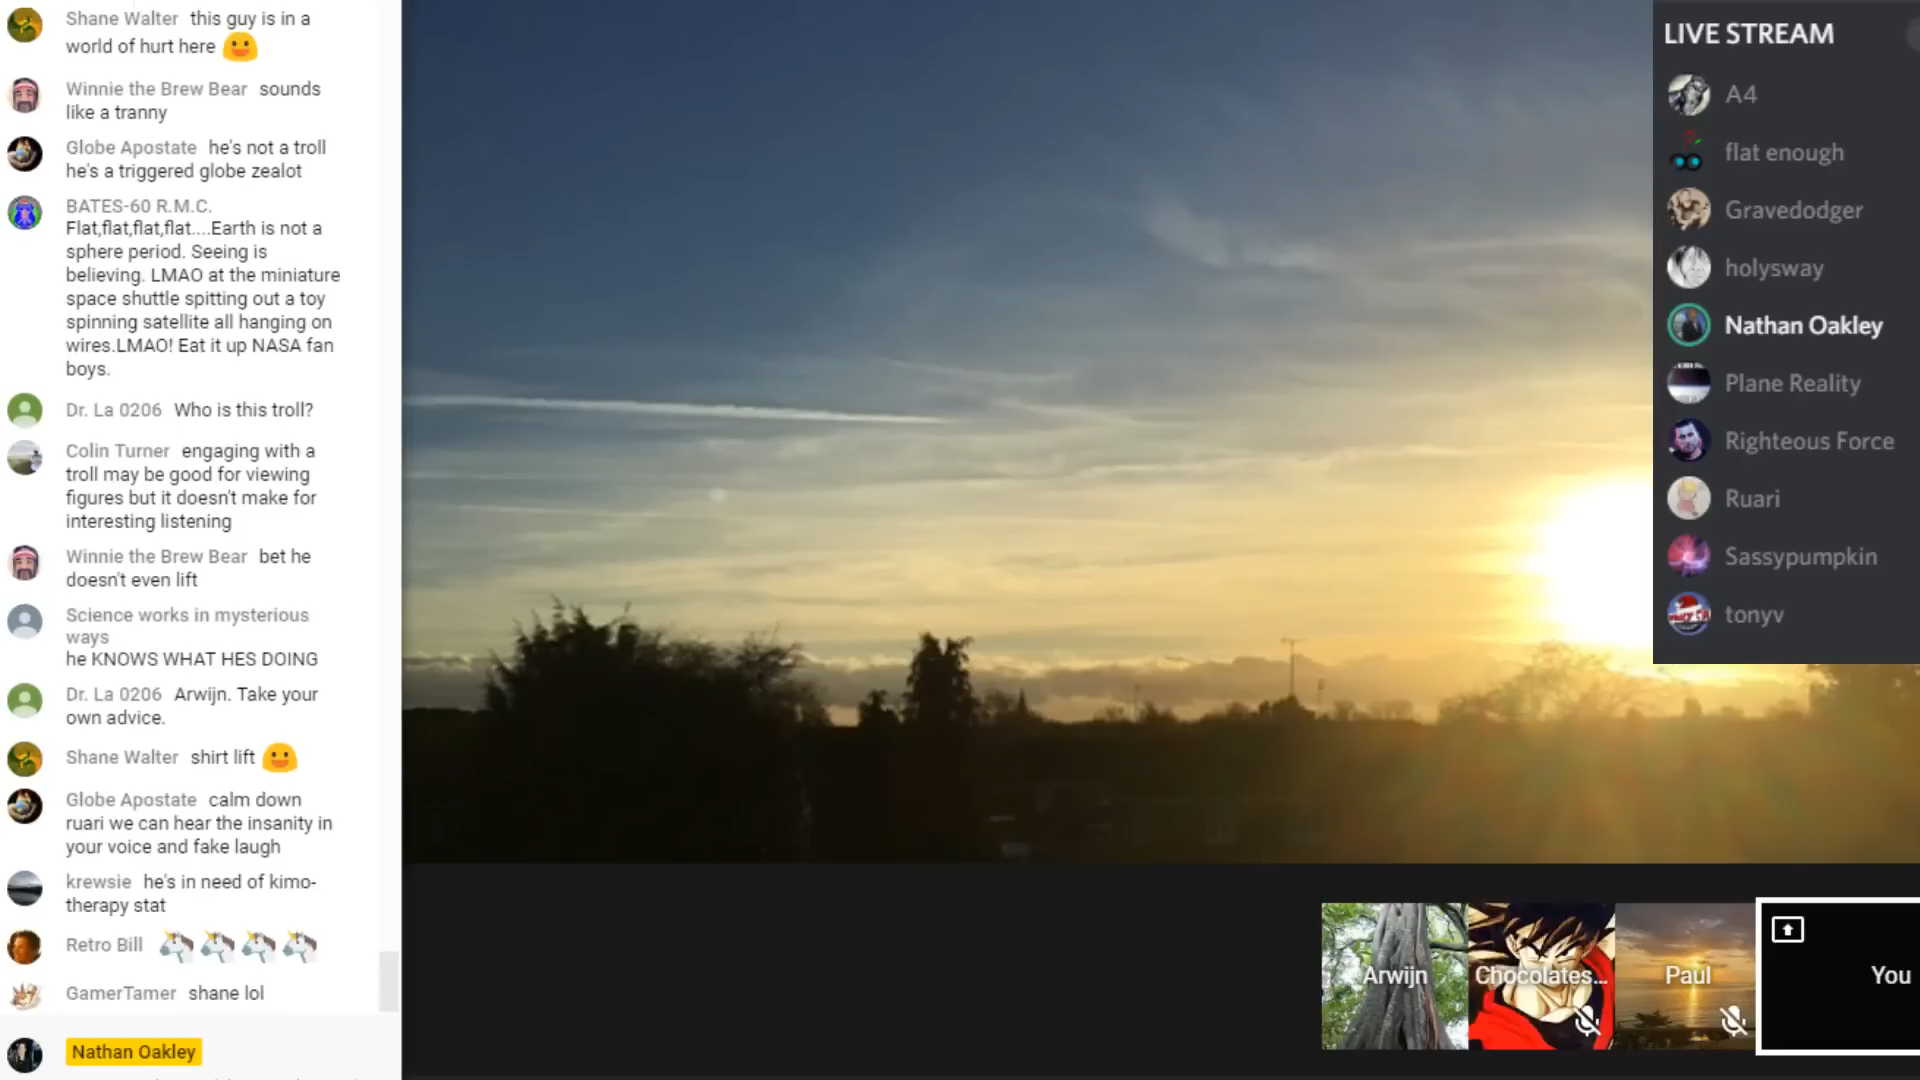 Shane Walter this guy is in a
world of hurt here
Winnie the Brew Bear sounds
like a tranny
Globe Apostate he's not a troll
he's a triggered globe zealot
BATES-60 R.M.C.
Flat,flat,flat,flat....Earth is not a
sphere period. Seeing is
believing. LMAO at the miniature
space shuttle spitting out a toy
spinning satellite all hanging on
wires.LMAO! Eat it up NASA fan
boys.
Dr. La 0206 Who is this troll?
Colin Turner engaging with a
troll may be good for viewing
figures but it doesn't make for
interesting listening
Winnie the Brew Bear bet he
doesn't even lift
Science works in mysterious
ways
he KNOWS WHAT HES DOING
Dr. La 0206 Arwijn. Take your
own advice.
Shane Walter shirt lift
Globe Apostate calm down
ruari we can hear the insanity in
your voice and fake laugh
krewsie he's in need of kimo-
therapy stat
Retro Bill
GamerTamer shane lol
Nathan Oakley
LIVE STREAM
A4
flat enough
Gravedodger
holysway
Nathan Oakley
Plane Reality
Righteous Force
Ruari
Sassypumpkin
tonyv
Arwijn
Chocolates...
Paul
You